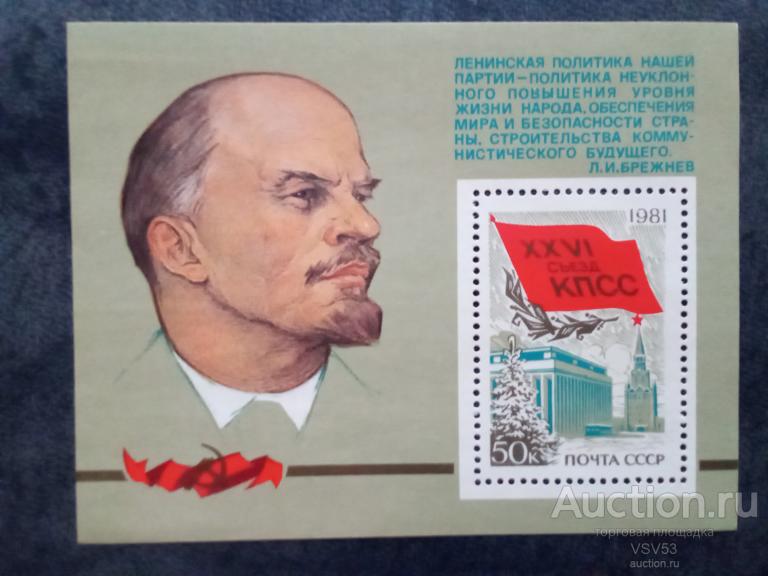 ЛЕНИНСКАЯ ПОЛИТИКА НАШЕЙ
ПАРТИИ—ПОЛИТИКА НЕУКЛОН-
НОГО ПОВЫШЕНИЯ УРОВНЯ
ЖИЗНИ НАРОДА, ОБЕСПЕЧЕНИЯ
МИРА И БЕЗОПАСНОСТИ СТРА-
НЫ, СТРОИТЕЛЬСТВА КОММУ-
НИСТИЧЕСКОГО БУДУЩЕГО.
Л.И.БРЕЖНЕВ
1981
XXVI
СЪЕЗД
КПСС
50к
ПОЧТА СССР
Auction.ru
торговая площадка
VSV53
auction.ru